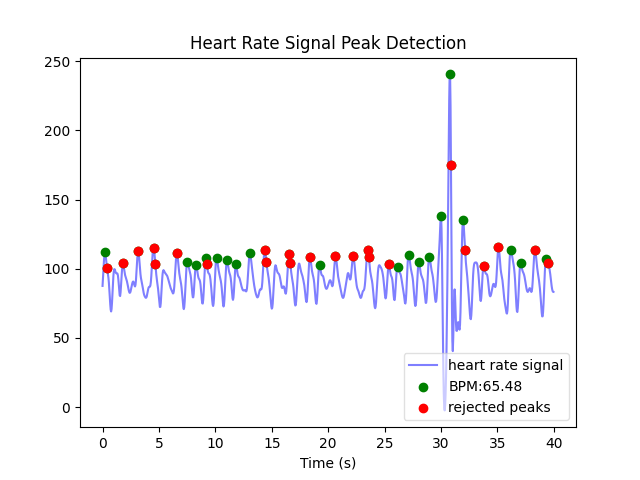 Heart Rate Signal Peak Detection
250
200
150
100
50
0
heart rate signal
BPM:65.48
rejected peaks
0 5 10 15 20 25 30 35 40
Time (s)